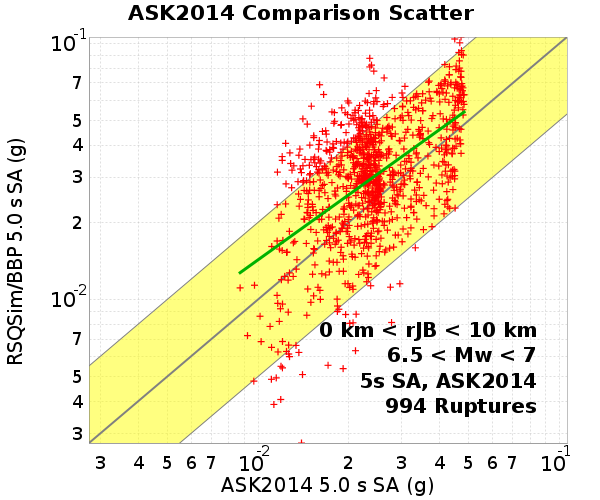 ASK2014 Comparison Scatter
10-1
7
5
4
3
2
10-2
7
5
4
3
RSQSim/BBP 5.0 s SA (g)
0 km < rJB < 10 km
6.5 < Mw < 7
5s SA, ASK2014
994 Ruptures
3 4 5 6 7 10-2 2 3 4 5 6 7 10-1
ASK2014 5.0 s SA (g)